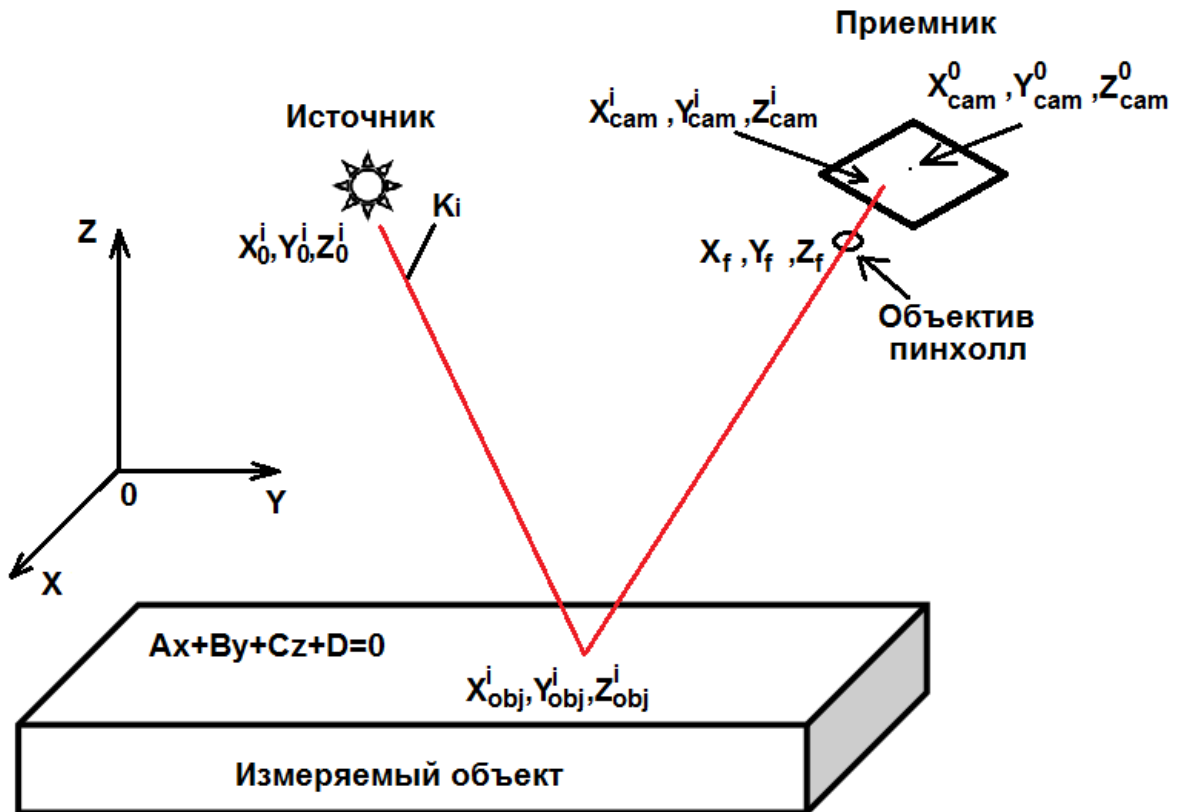 Приемник
X⁰cam ,Y⁰cam ,Z⁰cam
Xⁱcam ,Yⁱcam ,Zⁱcam
Источник
Ki
Z
Xⁱ₀,Yⁱ₀,Zⁱ₀
Xf ,Yf ,Zf
Объектив
пинхолл
0
Y
X
Ax+By+Cz+D=0
Xⁱobj,Yⁱobj,Zⁱobj
Измеряемый объект